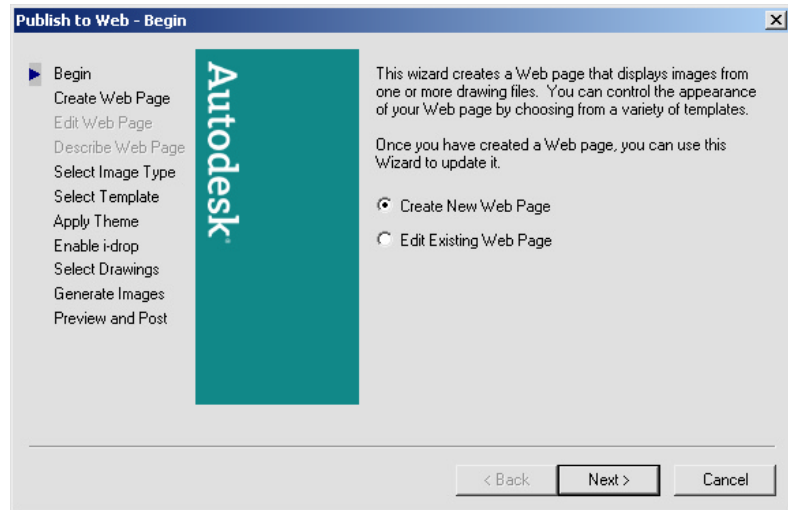 Publish to Web - Begin
Begin
Create Web Page
Edit Web Page
Describe Web Page
Select Image Type
Select Template
Apply Theme
Enable i-drop
Select Drawings
Generate Images
Preview and Post
Autodesk
This wizard creates a Web page that displays images from
one or more drawing files. You can control the appearance
of your Web page by choosing from a variety of templates.
Once you have created a Web page, you can use this
Wizard to update it.
Create New Web Page
Edit Existing Web Page
< Back
Next >
Cancel